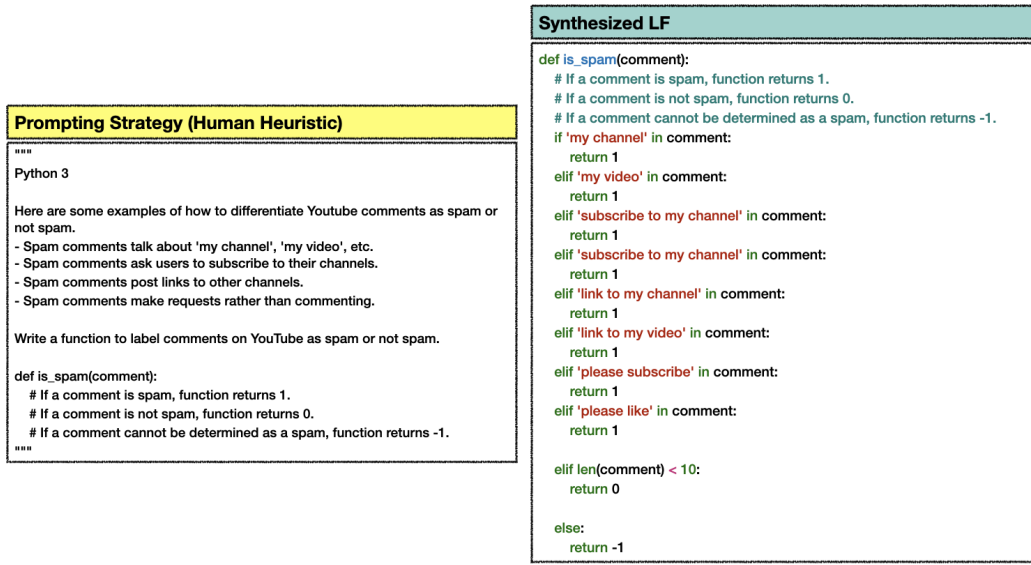 Prompting Strategy (Human Heuristic)
"""
Python 3
Here are some examples of how to differentiate Youtube comments as spam or
not spam.
- Spam comments talk about 'my channel', 'my video', etc.
- Spam comments ask users to subscribe to their channels.
- Spam comments post links to other channels.
- Spam comments make requests rather than commenting.
Write a function to label comments on YouTube as spam or not spam.
def is_spam(comment):
# If a comment is spam, function returns 1.
# If a comment is not spam, function returns 0.
# If a comment cannot be determined as a spam, function returns -1.
"""
Synthesized LF
def is_spam(comment):
# If a comment is spam, function returns 1.
# If a comment is not spam, function returns 0.
# If a comment cannot be determined as a spam, function returns -1.
if 'my channel' in comment:
return 1
elif 'my video' in comment:
return 1
elif 'subscribe to my channel' in comment:
return 1
elif 'subscribe to my channel' in comment:
return 1
elif 'link to my channel' in comment:
return 1
elif 'link to my video' in comment:
return 1
elif 'please subscribe' in comment:
return 1
elif 'please like' in comment:
return 1
elif len(comment) < 10:
return 0
else:
return -1